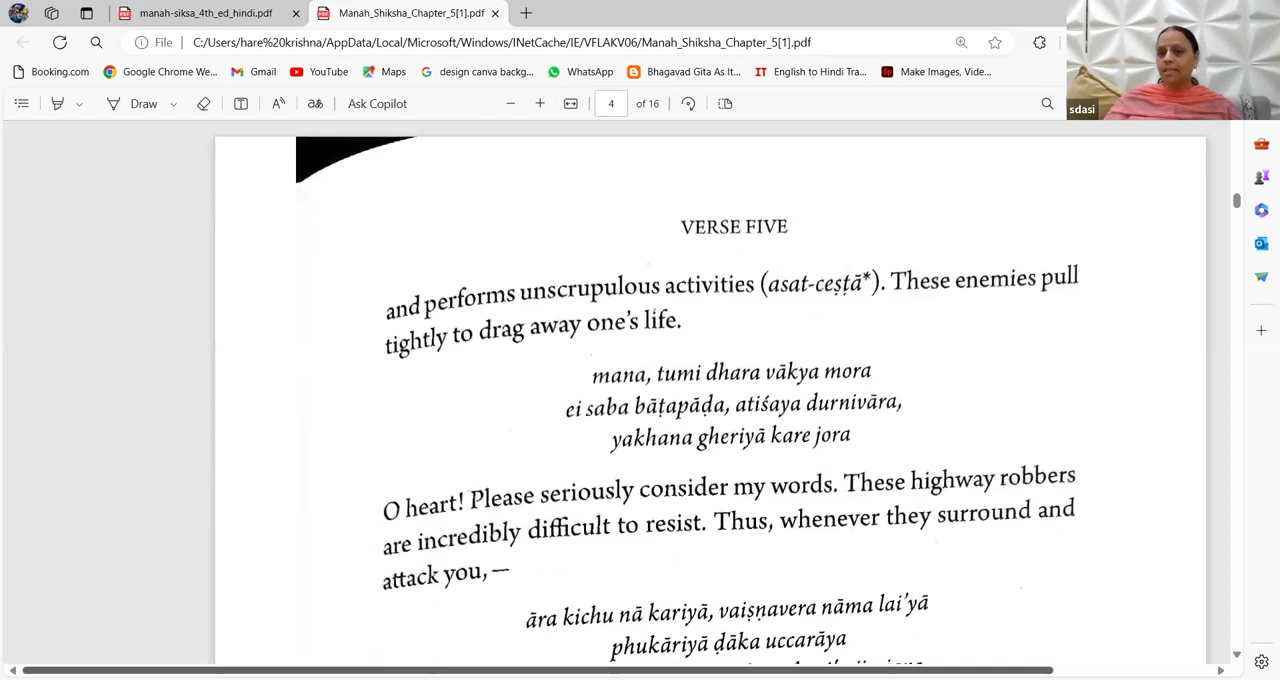 manah-siksa_4th_ed_hindi.pdf
Manah_Shiksha_Chapter_5[1].pdf
File
C:/Users/hare%20krishna/AppData/Local/Microsoft/Windows/INetCache/IE/VFLAKV06/Manah_Shiksha_Chapter_5[1].pdf
Booking.com
Google Chrome We...
Gmail
YouTube
Maps
design canva backg...
WhatsApp
Bhagavad Gita As It...
IT English to Hindi Tra...
Sp Make Images, Vide...
Draw
Ask Copilot
4 of 16
sdasi
VERSE FIVE
and performs unscrupulous activities (asat-ceṣṭā*). These enemies pull
tightly to drag away one's life.
mana, tumi dhara vākya mora
ei saba bāṭapāḍa, atiśaya durnivāra,
yakhana gheriyā kare jora
O heart! Please seriously consider my words. These highway robbers
are incredibly difficult to resist. Thus, whenever they surround and
attack you,—
āra kichu nā kariyā, vaiṣṇavera nāma lai'yā
phukāriyā ḍāka uccarāya